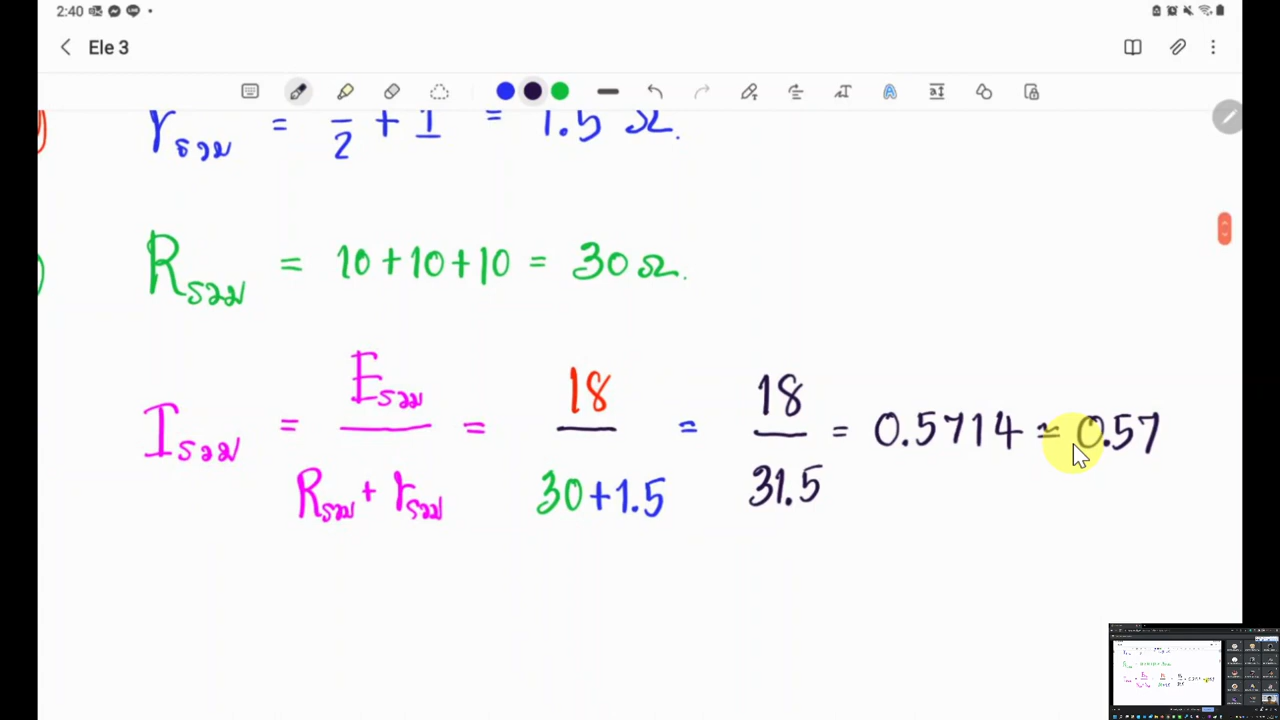 2:40
Ele 3
r รวม = 1/2 + 1 = 1.5 Ω.
R รวม = 10+10+10 = 30 Ω.
I รวม = E รวม / R รวม + r รวม = 18 / 30+1.5 = 18 / 31.5 = 0.5714 ≃ 0.57